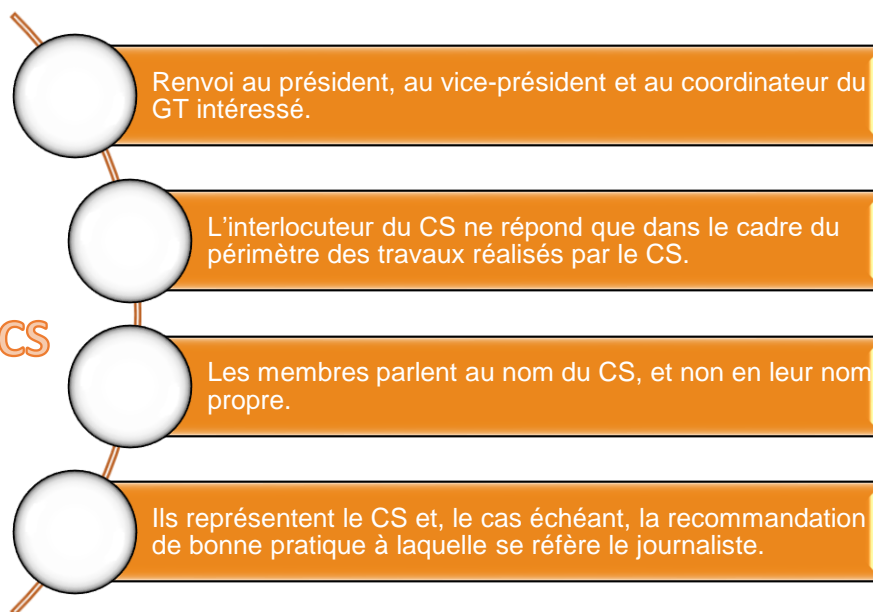 Renvoi au président, au vice-président et au coordinateur du
GT intéressé.
L'interlocuteur du CS ne répond que dans le cadre du
périmètre des travaux réalisés par le CS.
CS
Les membres parlent au nom du CS, et non en leur nom
propre.
Ils représentent le CS et, le cas échéant, la recommandation
de bonne pratique à laquelle se réfère le journaliste.